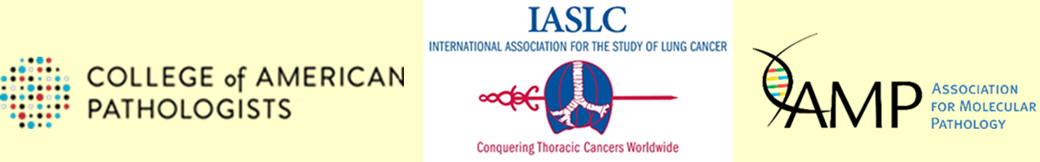 COLLEGE of AMERICAN
PATHOLOGISTS
IASLC
INTERNATIONAL ASSOCIATION FOR THE STUDY OF LUNG CANCER
Conquering Thoracic Cancers Worldwide
AMP
ASSOCIATION
FOR MOLECULAR
PATHOLOGY